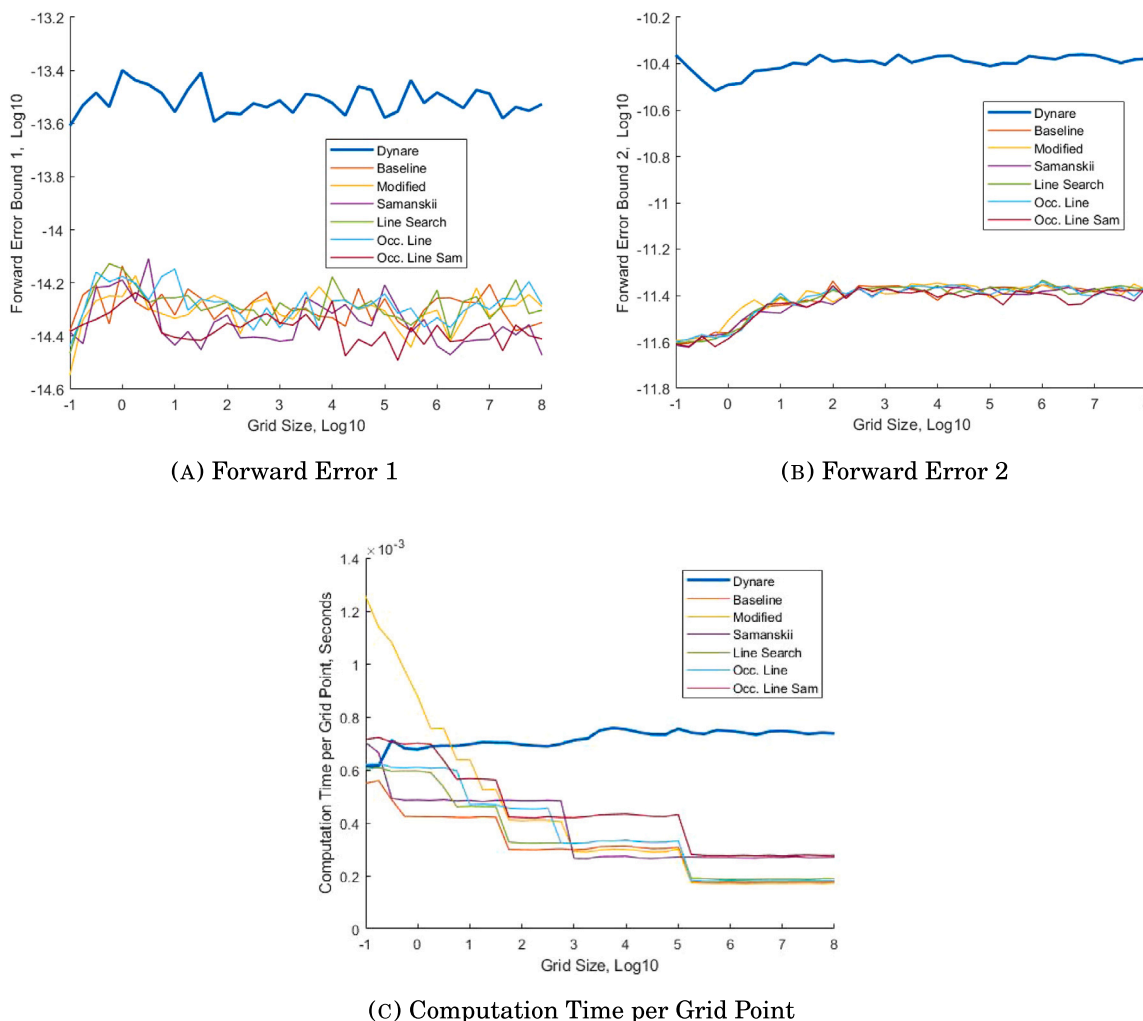 -13.2
-13.4
-13.6
-13.8
-14
-14.2
-14.4
-14.6
Forward Error Bound 1, Log10
Dynare
Baseline
Modified
Samanskii
Line Search
Occ. Line
Occ. Line Sam
-1 0 1 2 3 4 5 6 7 8
Grid Size, Log10
(A) Forward Error 1
-10.2
-10.4
-10.6
-10.8
-11
-11.2
-11.4
-11.6
-11.8
Forward Error Bound 2, Log10
Dynare
Baseline
Modified
Samanskii
Line Search
Occ. Line
Occ. Line Sam
-1 0 1 2 3 4 5 6 7
Grid Size, Log10
(B) Forward Error 2
×10-3
1.4
1.2
1
0.8
0.6
0.4
0.2
0
Computation Time per Grid Point, Seconds
Dynare
Baseline
Modified
Samanskii
Line Search
Occ. Line
Occ. Line Sam
-1 0 1 2 3 4 5 6 7 8
Grid Size, Log10
(C) Computation Time per Grid Point